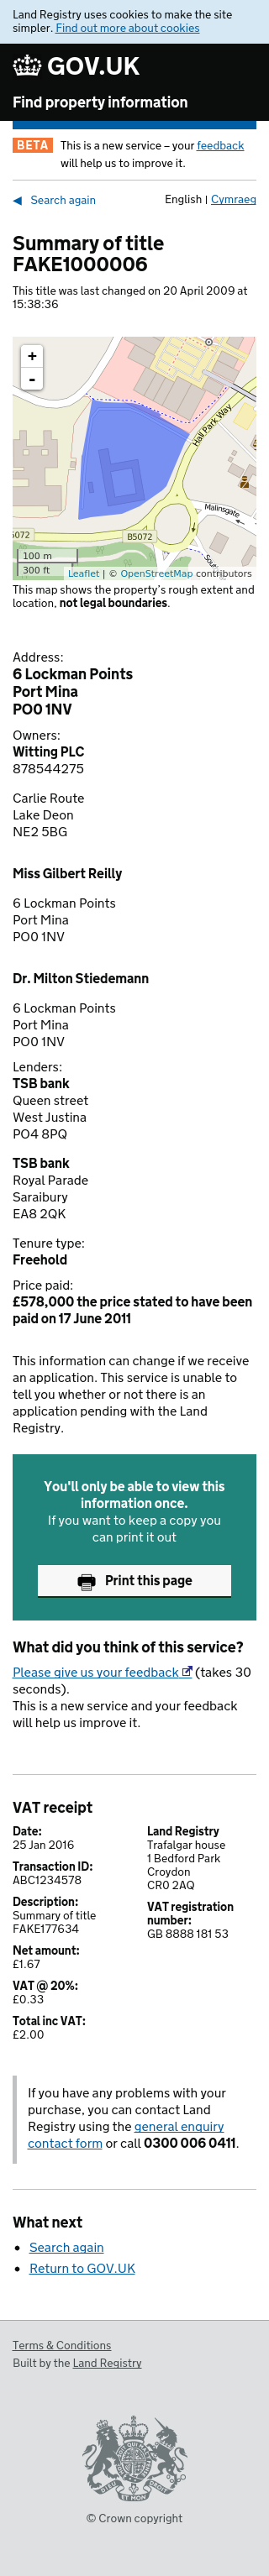 Land Registry uses cookies to make the site
simpler. Find out more about cookies
GOV.UK
Find property information
BETA This is a new service – your feedback
will help us to improve it.
◀ Search again English | Cymraeg
Summary of title
FAKE1000006
This title was last changed on 20 April 2009 at
15:38:36
+
-
Hall Park Way
Malinsgate
B5072
5072
Sou
100 m
300 ft
Leaflet | © OpenStreetMap contributors
This map shows the property's rough extent and
location, not legal boundaries.
Address:
6 Lockman Points
Port Mina
PO0 1NV
Owners:
Witting PLC
878544275
Carlie Route
Lake Deon
NE2 5BG
Miss Gilbert Reilly
6 Lockman Points
Port Mina
PO0 1NV
Dr. Milton Stiedemann
6 Lockman Points
Port Mina
PO0 1NV
Lenders:
TSB bank
Queen street
West Justina
PO4 8PQ
TSB bank
Royal Parade
Saraibury
EA8 2QK
Tenure type:
Freehold
Price paid:
£578,000 the price stated to have been
paid on 17 June 2011
This information can change if we receive
an application. This service is unable to
tell you whether or not there is an
application pending with the Land
Registry.
You'll only be able to view this
information once.
If you want to keep a copy you
can print it out
Print this page
What did you think of this service?
Please give us your feedback (takes 30
seconds).
This is a new service and your feedback
will help us improve it.
VAT receipt
Date:
25 Jan 2016
Transaction ID:
ABC1234578
Description:
Summary of title
FAKE177634
Net amount:
£1.67
VAT @ 20%:
£0.33
Total inc VAT:
£2.00
Land Registry
Trafalgar house
1 Bedford Park
Croydon
CR0 2AQ
VAT registration
number:
GB 8888 181 53
If you have any problems with your
purchase, you can contact Land
Registry using the general enquiry
contact form or call 0300 006 0411.
What next
• Search again
• Return to GOV.UK
Terms & Conditions
Built by the Land Registry
© Crown copyright